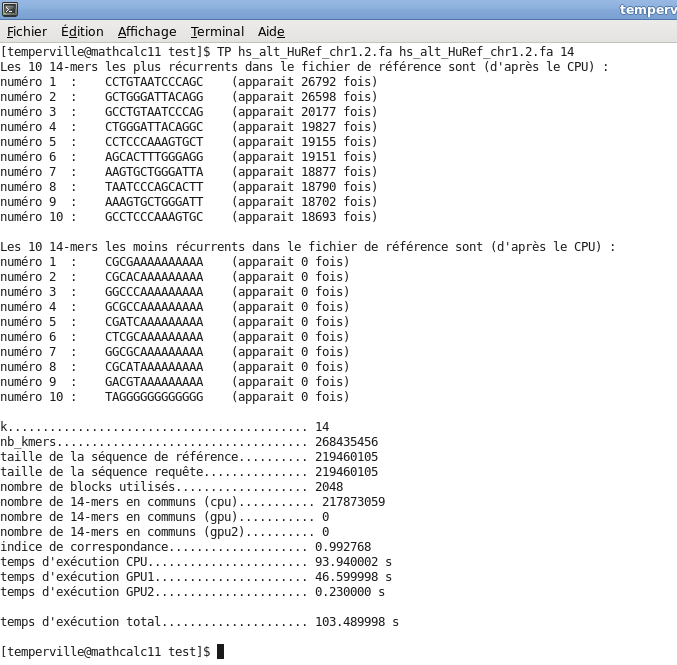 temperv
Fichier Édition Affichage Terminal Aide
[temperville@mathcalc11 test]$ TP hs_alt_HuRef_chr1.2.fa hs_alt_HuRef_chr1.2.fa 14
Les 10 14-mers les plus récurrents dans le fichier de référence sont (d'après le CPU) :
numéro 1  :    CCTGTAATCCCAGC    (apparait 26792 fois)
numéro 2  :    GCTGGGATTACAGG    (apparait 26598 fois)
numéro 3  :    GCCTGTAATCCCAG    (apparait 20177 fois)
numéro 4  :    CTGGGATTACAGGC    (apparait 19827 fois)
numéro 5  :    CCTCCCAAAGTGCT    (apparait 19155 fois)
numéro 6  :    AGCACTTTGGGAGG    (apparait 19151 fois)
numéro 7  :    AAGTGCTGGGATTA    (apparait 18877 fois)
numéro 8  :    TAATCCCAGCACTT    (apparait 18790 fois)
numéro 9  :    AAAGTGCTGGGATT    (apparait 18702 fois)
numéro 10 :    GCCTCCCAAAGTGC    (apparait 18693 fois)
Les 10 14-mers les moins récurrents dans le fichier de référence sont (d'après le CPU) :
numéro 1  :    CGCGAAAAAAAAAA    (apparait 0 fois)
numéro 2  :    CGCACAAAAAAAAA    (apparait 0 fois)
numéro 3  :    GGCCCAAAAAAAAA    (apparait 0 fois)
numéro 4  :    GCGCCAAAAAAAAA    (apparait 0 fois)
numéro 5  :    CGATCAAAAAAAAA    (apparait 0 fois)
numéro 6  :    CTCGCAAAAAAAAA    (apparait 0 fois)
numéro 7  :    GGCGCAAAAAAAAA    (apparait 0 fois)
numéro 8  :    CGCATAAAAAAAAA    (apparait 0 fois)
numéro 9  :    GACGTAAAAAAAAA    (apparait 0 fois)
numéro 10 :    TAGGGGGGGGGGGG    (apparait 0 fois)
k........................................... 14
nb_kmers.................................... 268435456
taille de la séquence de référence.......... 219460105
taille de la séquence requête............... 219460105
nombre de blocks utilisés................... 2048
nombre de 14-mers en communs (cpu)........... 217873059
nombre de 14-mers en communs (gpu)........... 0
nombre de 14-mers en communs (gpu2).......... 0
indice de correspondance.................... 0.992768
temps d'exécution CPU....................... 93.940002 s
temps d'exécution GPU1...................... 46.599998 s
temps d'exécution GPU2...................... 0.230000 s
temps d'exécution total..................... 103.489998 s
[temperville@mathcalc11 test]$